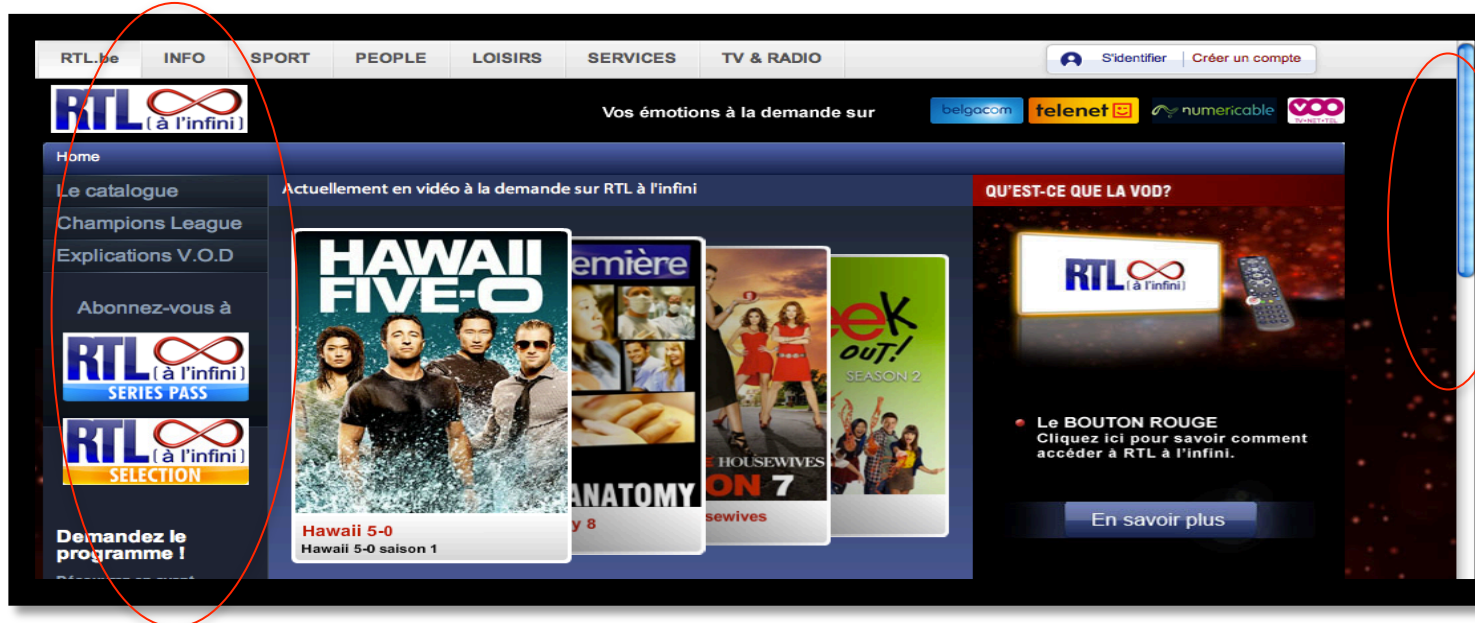 RTL.be INFO SPORT PEOPLE LOISIRS SERVICES TV & RADIO S'identifier Créer un compte
RTL (à l'infini)
Vos émotions à la demande sur belgacom telenet numericable VOO
TV•NET•TEL
Home
Le catalogue
Champions League
Explications V.O.D
Abonnez-vous à
RTL (à l'infini)
SERIES PASS
RTL (à l'infini)
SELECTION
Demandez le
programme !
Actuellement en vidéo à la demande sur RTL à l'infini
HAWAII
FIVE-O
Hawaii 5-0
Hawaii 5-0 saison 1
emière
ANATOMY
y 8
HOUSEWIVES
ON 7
sewives
eek
OUT!
SEASON 2
QU'EST-CE QUE LA VOD?
RTL (à l'infini)
Le BOUTON ROUGE
Cliquez ici pour savoir comment
accéder à RTL à l'infini.
En savoir plus